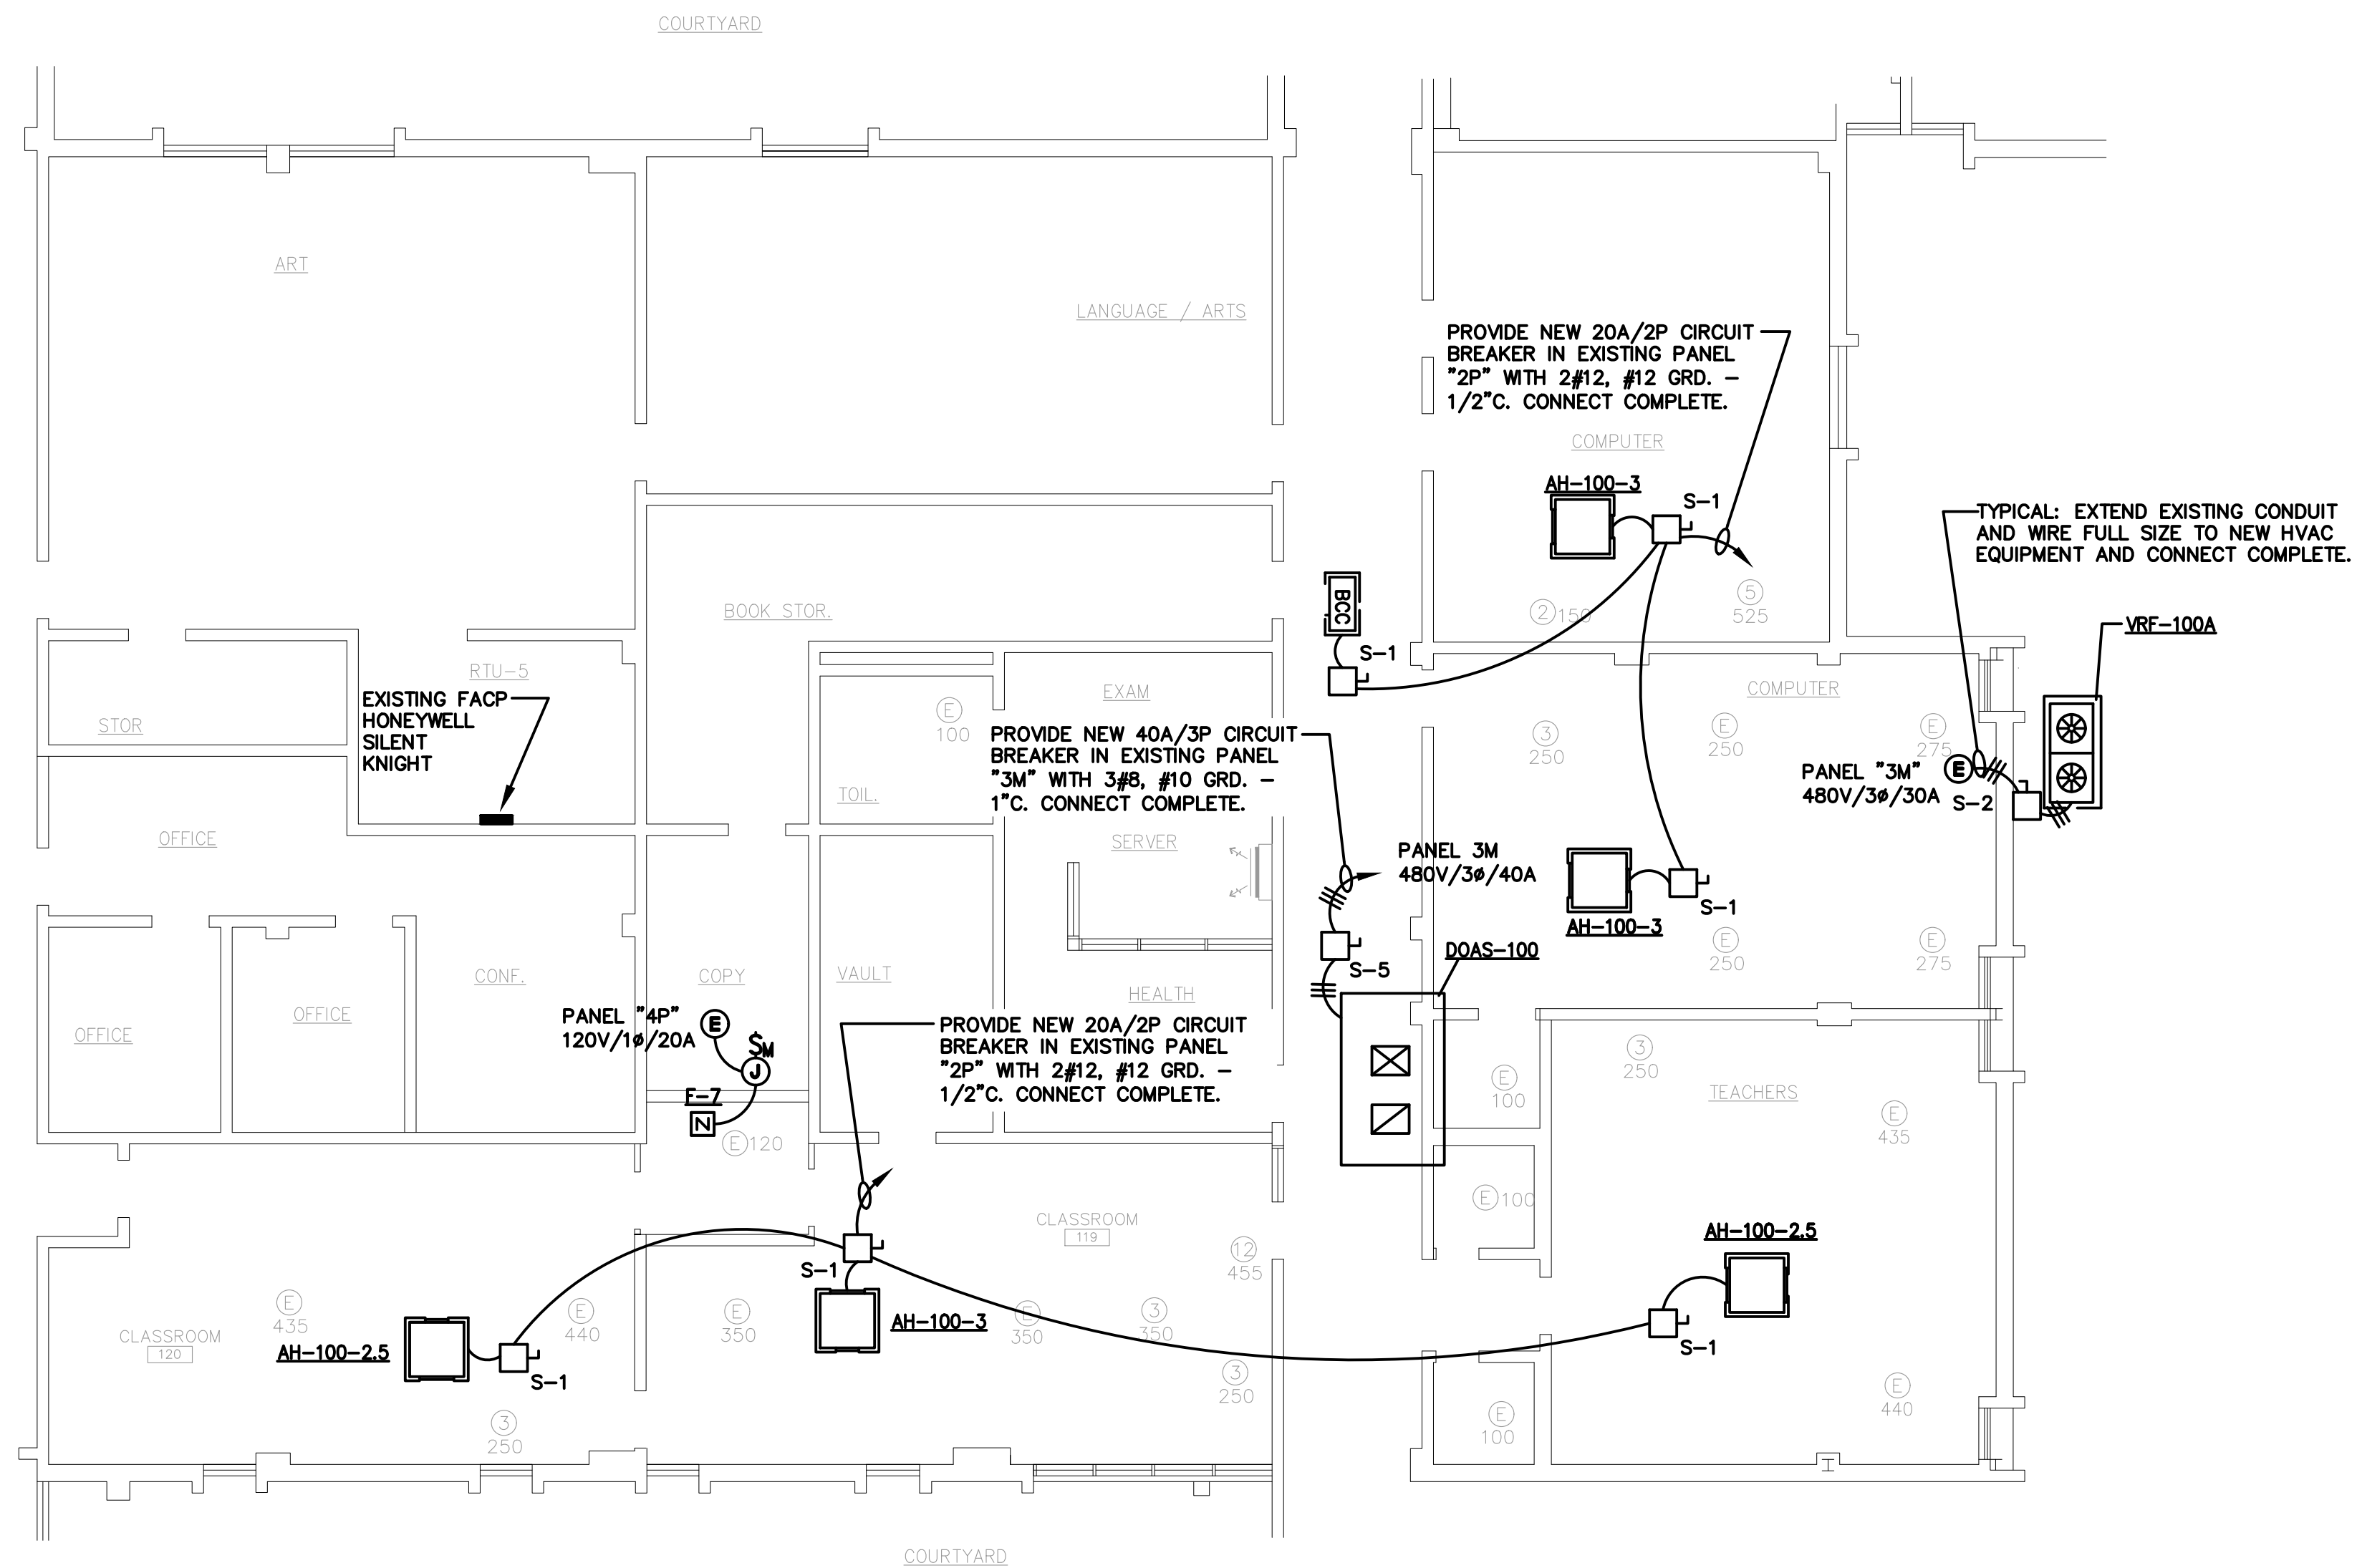 COURTYARD
ART
LANGUAGE / ARTS
PROVIDE NEW 20A/2P CIRCUIT
BREAKER IN EXISTING PANEL
"2P" WITH 2#12, #12 GRD. –
1/2"C. CONNECT COMPLETE.
COMPUTER
AH-100-3
S-1
TYPICAL: EXTEND EXISTING CONDUIT
AND WIRE FULL SIZE TO NEW HVAC
EQUIPMENT AND CONNECT COMPLETE.
BCC
S-1
2 150
5
525
VRF-100A
BOOK STOR.
RTU-5
EXISTING FACP
HONEYWELL
SILENT
KNIGHT
STOR
EXAM
E
100
COMPUTER
3
250
E
250
E
275
PROVIDE NEW 40A/3P CIRCUIT
BREAKER IN EXISTING PANEL
"3M" WITH 3#8, #10 GRD. –
1"C. CONNECT COMPLETE.
PANEL "3M"
480V/3ø/30A
E
S-2
TOIL.
OFFICE
SERVER
PANEL 3M
480V/3ø/40A
S-1
AH-100-3
S-5
DOAS-100
E
250
E
275
CONF.
COPY
VAULT
HEALTH
OFFICE
OFFICE
PANEL "4P"
120V/1ø/20A
E
$M
J
F-7
N
E 120
PROVIDE NEW 20A/2P CIRCUIT
BREAKER IN EXISTING PANEL
"2P" WITH 2#12, #12 GRD. –
1/2"C. CONNECT COMPLETE.
3
250
E
100
TEACHERS
E
435
E 100
CLASSROOM
119
12
455
AH-100-2.5
S-1
S-1
AH-100-3
E
435
E
440
E
350
E
350
3
350
CLASSROOM
120
AH-100-2.5
S-1
3
250
3
250
E
100
E
440
COURTYARD